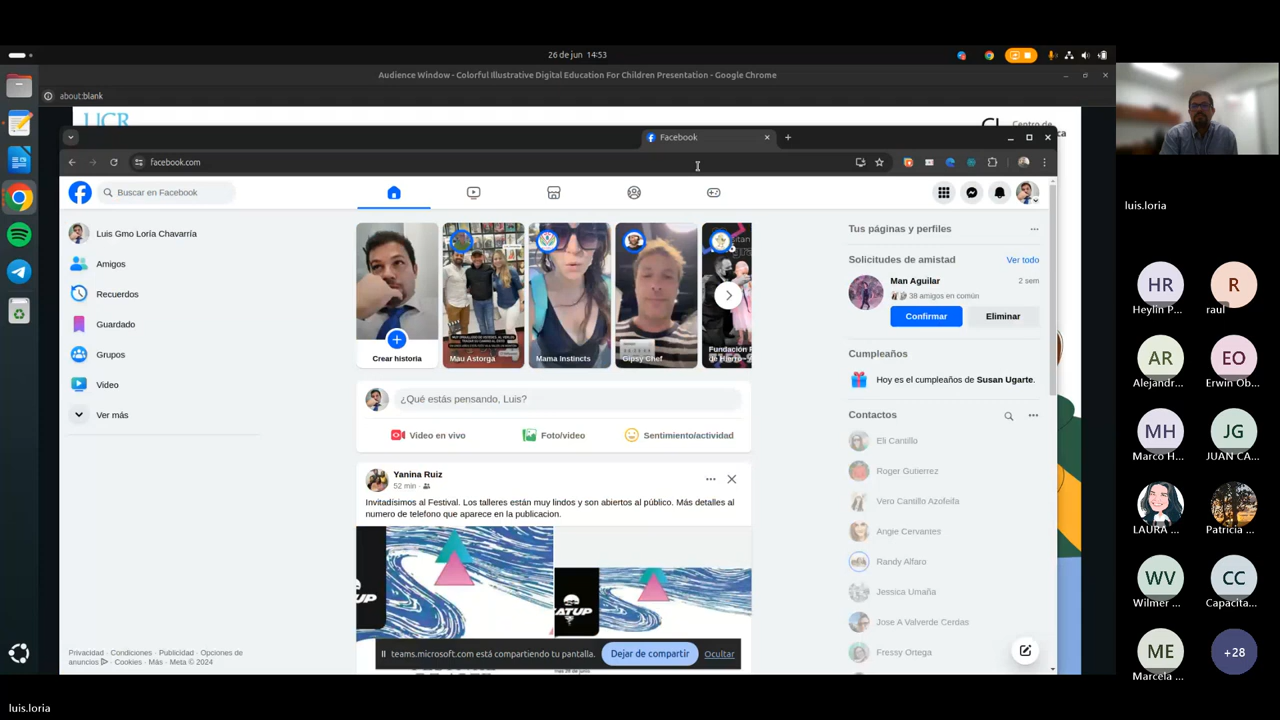 26 de jun 14:53
Audience Window - Colorful Illustrative Digital Education For Children Presentation - Google Chrome
about:blank
UCR
Centro de
Facebook
facebook.com
Buscar en Facebook
Luis Gmo Loría Chavarría
Amigos
Recuerdos
Guardado
Grupos
Video
Ver más
Privacidad · Condiciones · Publicidad · Opciones de
anuncios · Cookies · Más · Meta © 2024
Crear historia
Mau Astorga
Mama Instincts
Gipsy Chef
¿Qué estás pensando, Luis?
Video en vivo
Foto/video
Sentimiento/actividad
Yanina Ruiz
52 min ·
Invitadísimos al Festival. Los talleres están muy lindos y son abiertos al público. Más detalles al
numero de telefono que aparece en la publicacion.
teams.microsoft.com está compartiendo tu pantalla.
Dejar de compartir
Ocultar
Tus páginas y perfiles
Solicitudes de amistad
Ver todo
Man Aguilar
2 sem
38 amigos en común
Confirmar
Eliminar
Cumpleaños
Hoy es el cumpleaños de Susan Ugarte.
Contactos
Eli Cantillo
Roger Gutierrez
Vero Cantillo Azofeifa
Angie Cervantes
Randy Alfaro
Jessica Umaña
Jose A Valverde Cerdas
Fressy Ortega
luis.loria
HR
Heylin P...
R
raul
AR
Alejandr...
EO
Erwin Ob...
MH
Marco H...
JG
JUAN CA...
LAURA ...
Patricia ...
WV
Wilmer ...
CC
Capacita...
ME
Marcela ...
+28
luis.loria